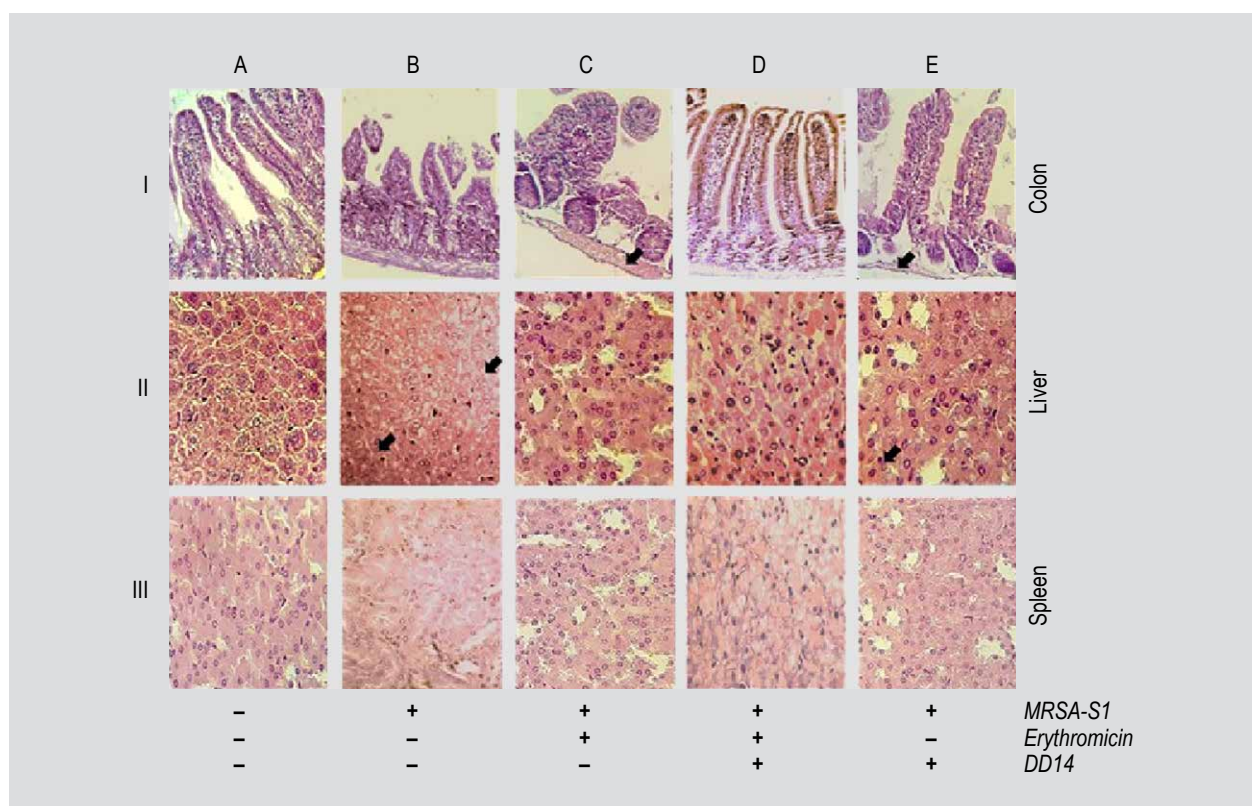 A B C D E
I Colon
II Liver
III Spleen
– + + + + MRSA-S1
– – + + – Erythromicin
– – – + + DD14